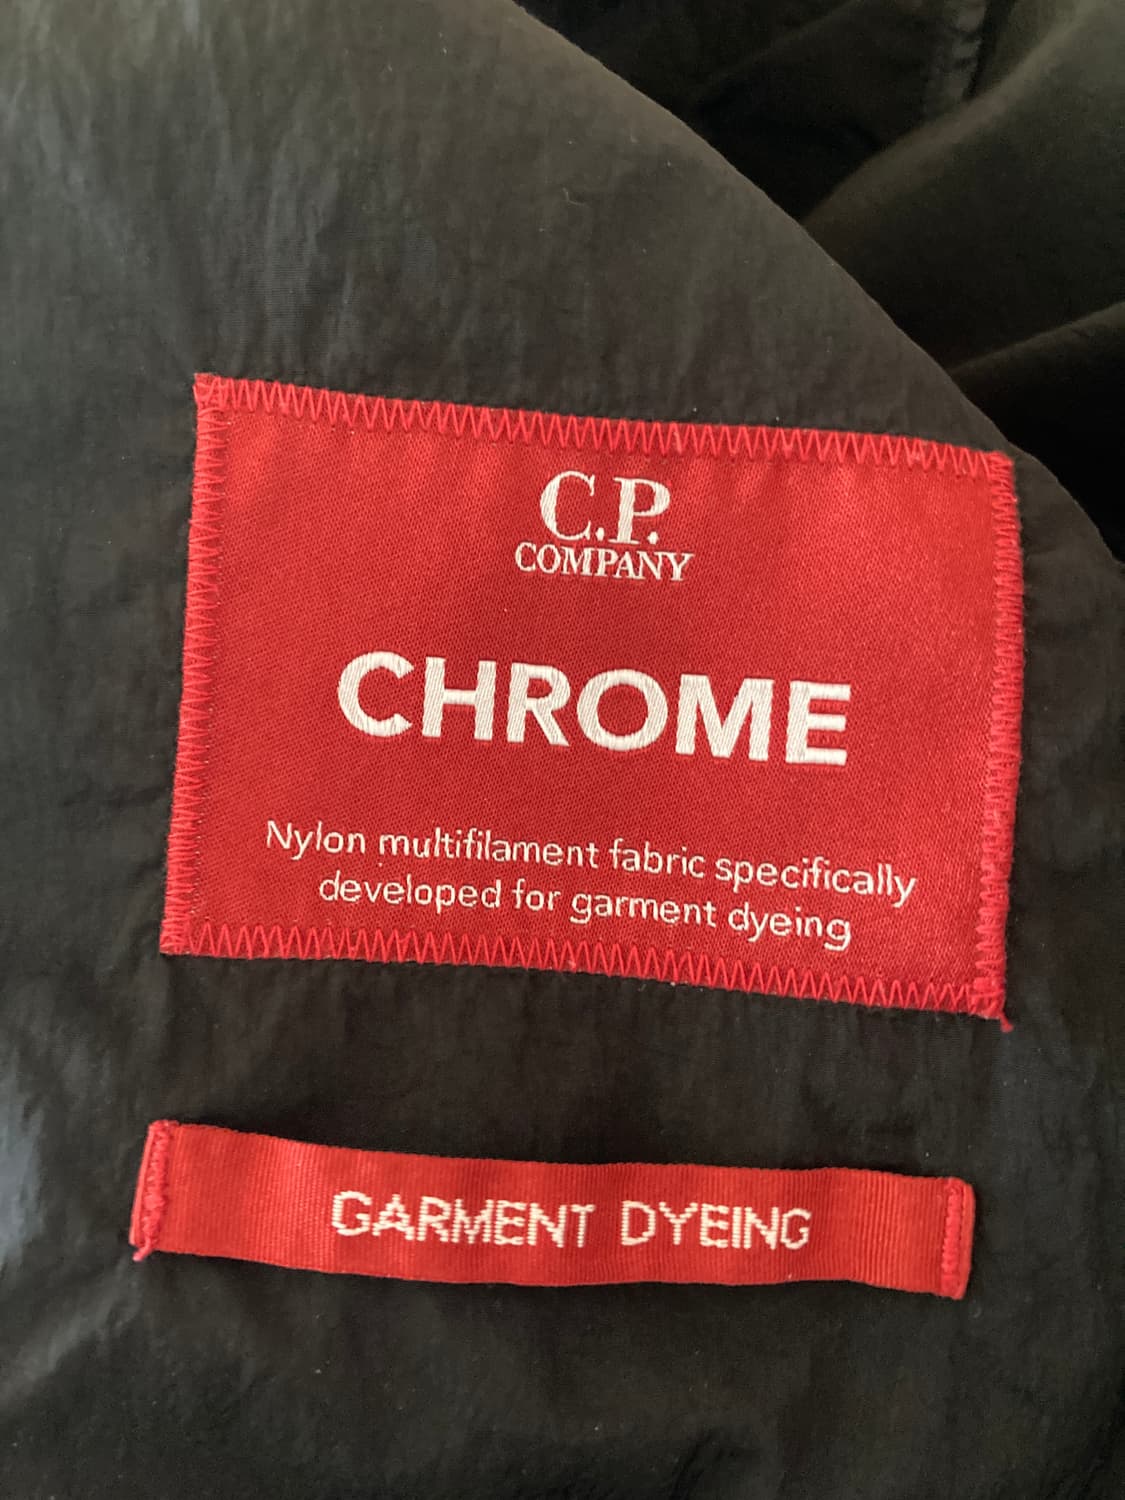 C.P.
COMPANY
CHROME
Nylon multifilament fabric specifically
developed for garment dyeing
GARMENT DYEING